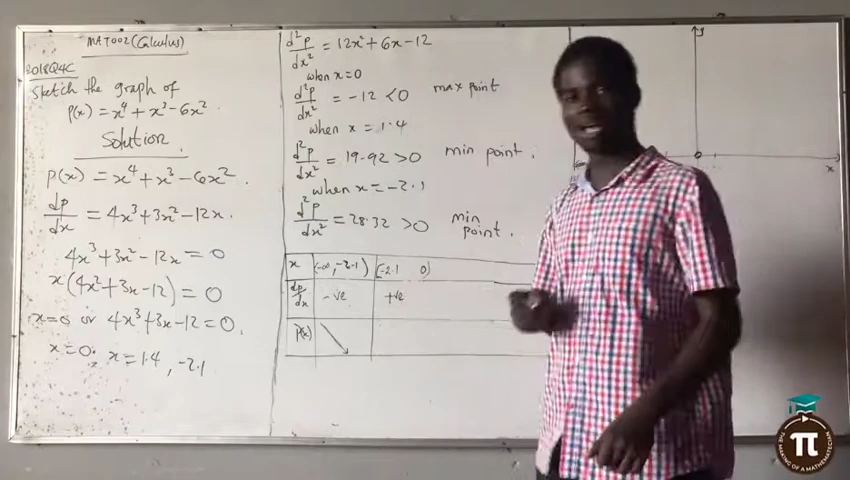 MAT002 (Calculus)
2018Q4C
Sketch the graph of
P(x) = x⁴ + x³ - 6x²
Solution
P(x) = x⁴ + x³ - 6x².
dp/dx = 4x³ + 3x² - 12x.
4x³ + 3x² - 12x = 0
x(4x² + 3x - 12) = 0
x=0 or 4x² + 3x - 12 = 0.
x=0. x = 1.4, -2.1
d²p/dx² = 12x² + 6x - 12
when x=0
d²p/dx² = -12 < 0 max point
when x = 1.4
d²p/dx² = 19.92 > 0 min point.
when x = -2.1
d²p/dx² = 28.32 > 0 min point.
x (-∞, -2.1) (-2.1 0)
dp/dx -ve +ve
P(x)
y
x
THE MAKING OF A MATHEMATICIAN
π